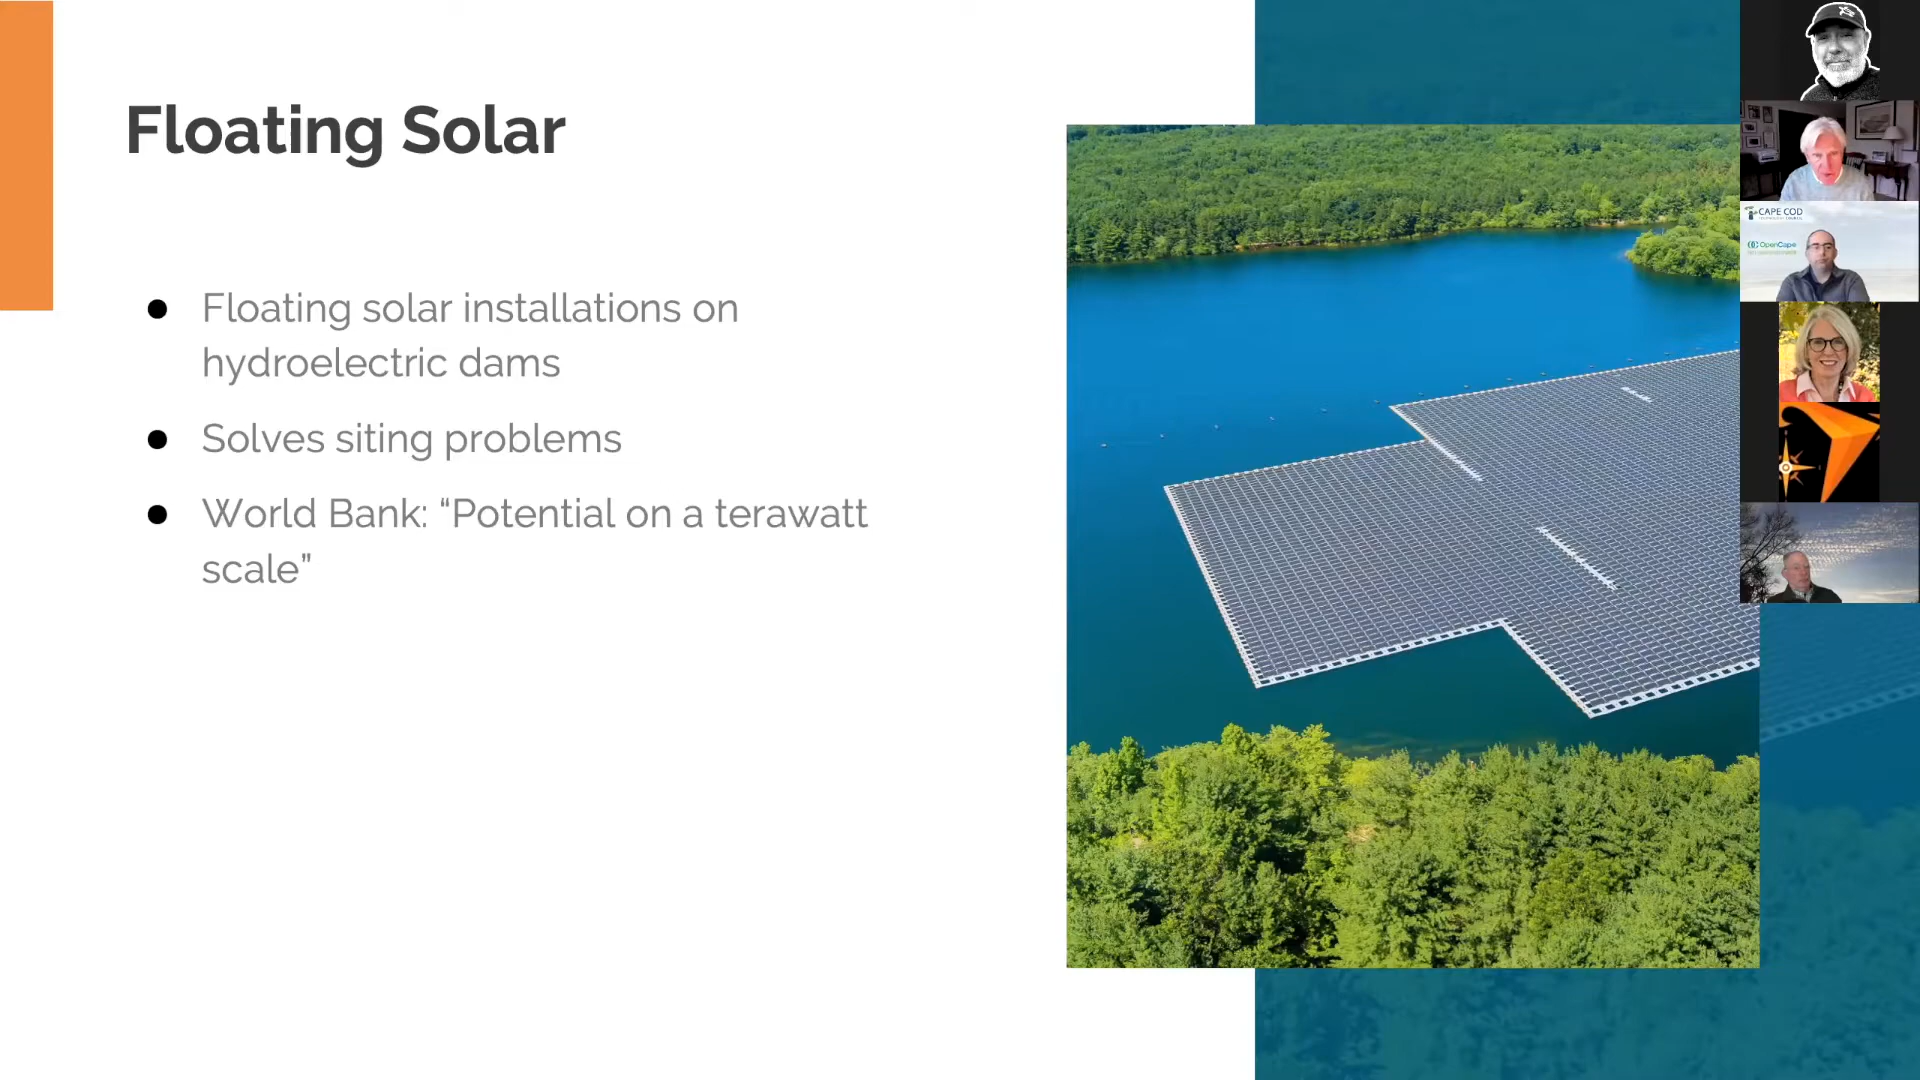 Floating Solar
● Floating solar installations on
hydroelectric dams
● Solves siting problems
● World Bank: “Potential on a terawatt
scale”
CAPE COD
OpenCape